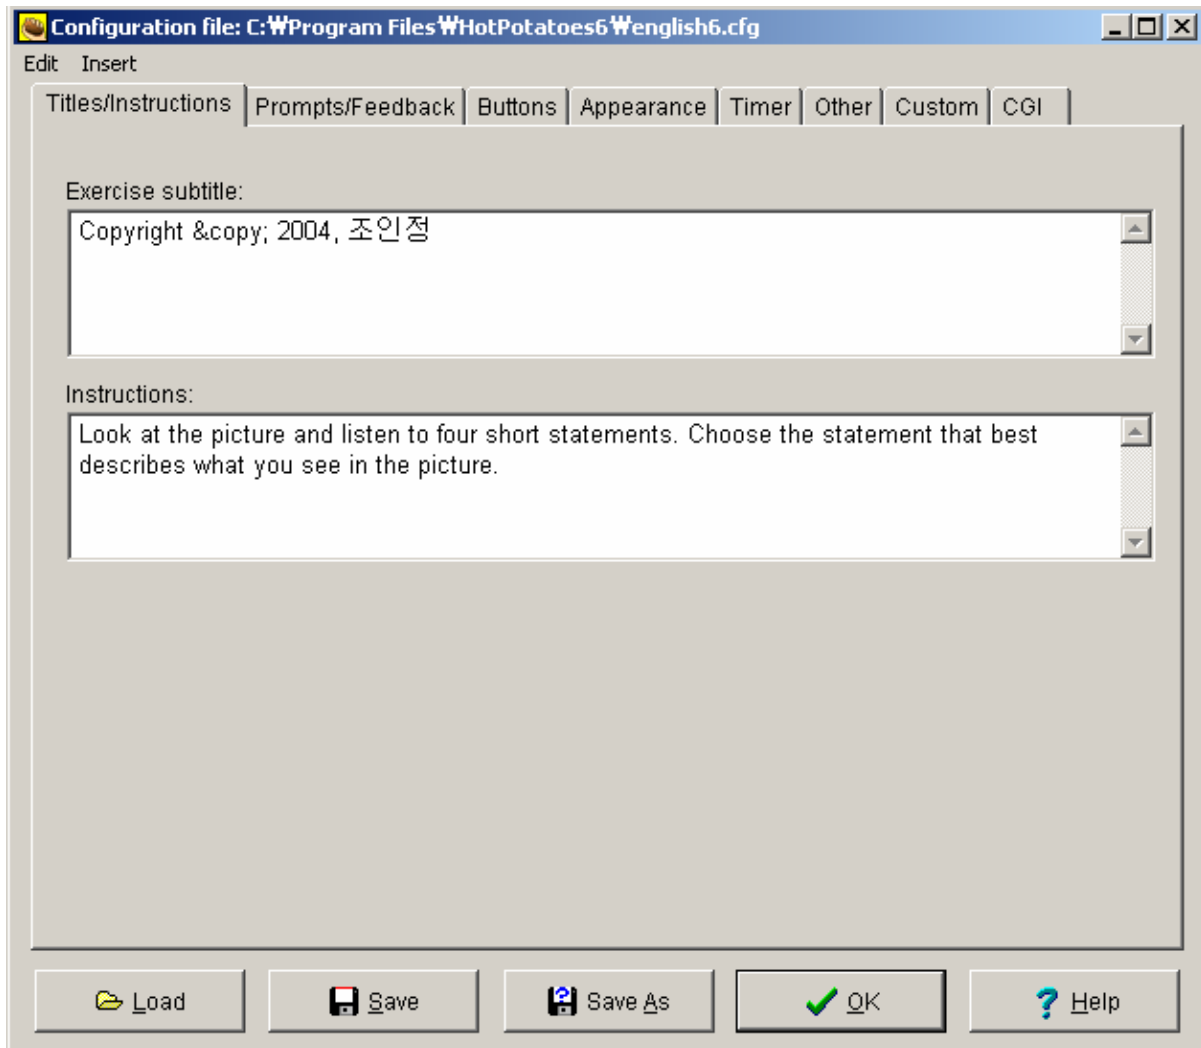 Configuration file: C:₩Program Files₩HotPotatoes6₩english6.cfg
Edit Insert
Titles/Instructions Prompts/Feedback Buttons Appearance Timer Other Custom CGI
Exercise subtitle:
Copyright &copy; 2004, 조인정
Instructions:
Look at the picture and listen to four short statements. Choose the statement that best
describes what you see in the picture.
Load Save Save As OK Help